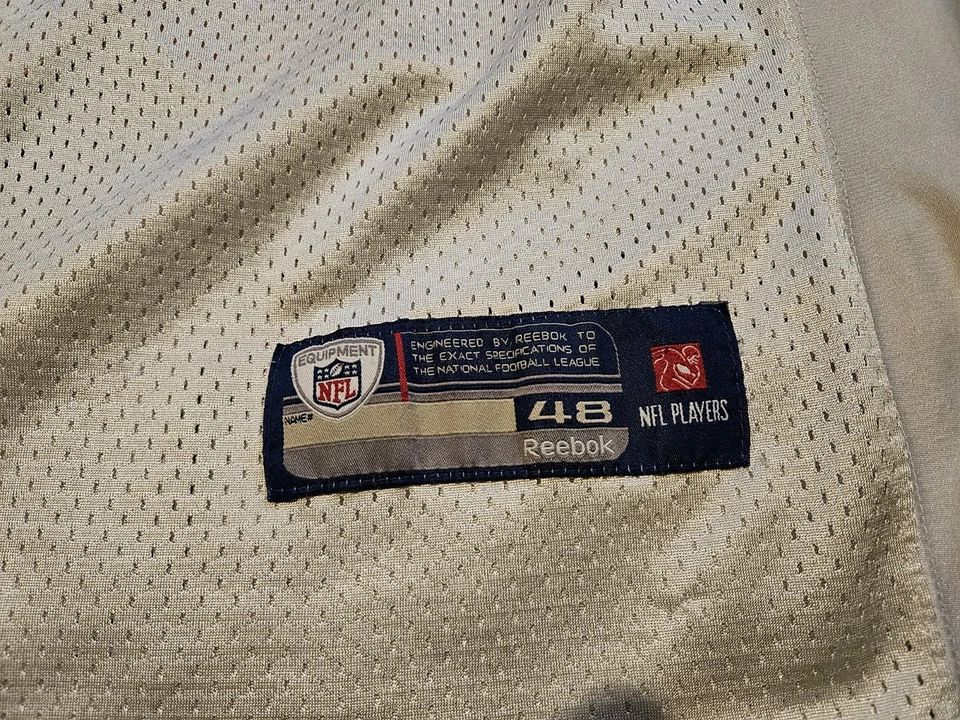 EQUIPMENT
NFL
ENGINEERED BY REEBOK TO
THE EXACT SPECIFICATIONS OF
THE NATIONAL FOOTBALL LEAGUE
NAME#
48
Reebok
NFL PLAYERS